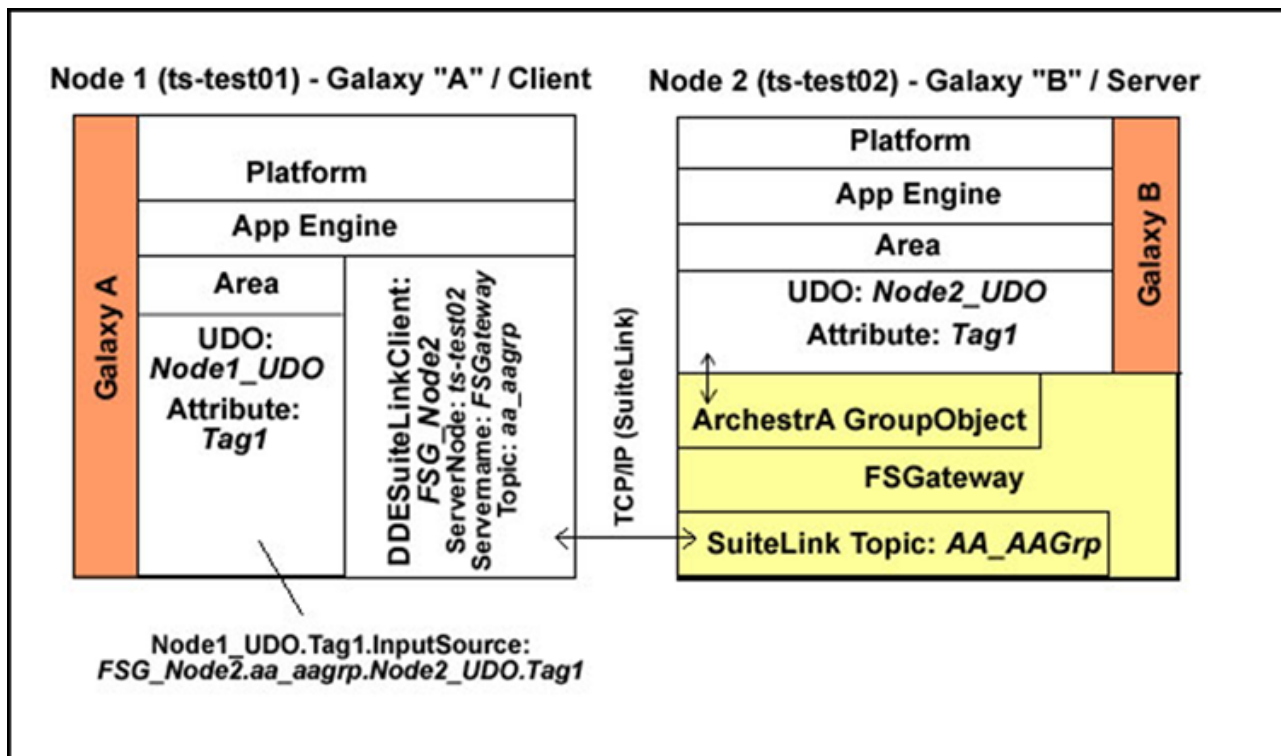 Node 1 (ts-test01) - Galaxy "A" / Client
Galaxy A
Platform
App Engine
Area
UDO:
Node1_UDO
Attribute:
Tag1
DDESuiteLinkClient:
FSG_Node2
ServerNode: ts-test02
Servername: FSGateway
Topic: aa_aagrp
Node1_UDO.Tag1.InputSource:
FSG_Node2.aa_aagrp.Node2_UDO.Tag1
TCP/IP (SuiteLink)
Node 2 (ts-test02) - Galaxy "B" / Server
Platform
App Engine
Area
UDO: Node2_UDO
Attribute: Tag1
Galaxy B
ArchestrA GroupObject
FSGateway
SuiteLink Topic: AA_AAGrp